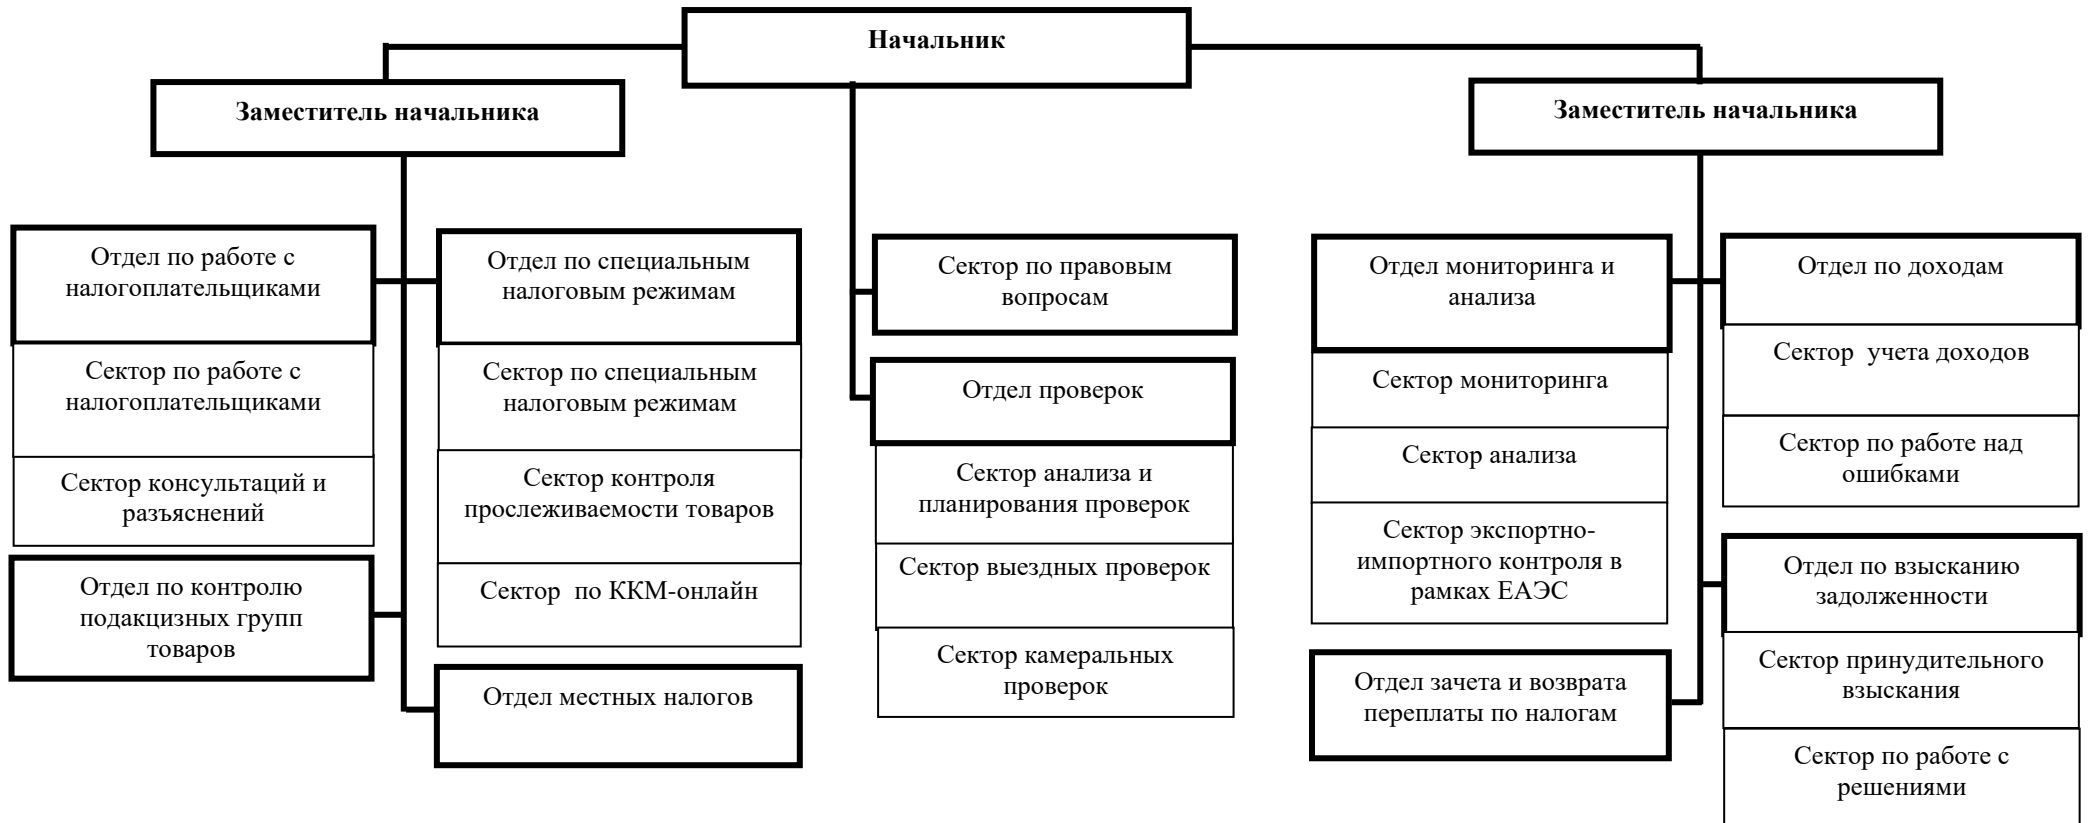 Начальник
Заместитель начальника
Заместитель начальника
Отдел по работе с
налогоплательщиками
Сектор по работе с
налогоплательщиками
Сектор консультаций и
разъяснений
Отдел по контролю
подакцизных групп
товаров
Отдел по специальным
налоговым режимам
Сектор по специальным
налоговым режимам
Сектор контроля
прослеживаемости товаров
Сектор по ККМ-онлайн
Отдел местных налогов
Сектор по правовым
вопросам
Отдел проверок
Сектор анализа и
планирования проверок
Сектор выездных проверок
Сектор камеральных
проверок
Отдел мониторинга и
анализа
Сектор мониторинга
Сектор анализа
Сектор экспортно-
импортного контроля в
рамках ЕАЭС
Отдел зачета и возврата
переплаты по налогам
Отдел по доходам
Сектор учета доходов
Сектор по работе над
ошибками
Отдел по взысканию
задолженности
Сектор принудительного
взыскания
Сектор по работе с
решениями